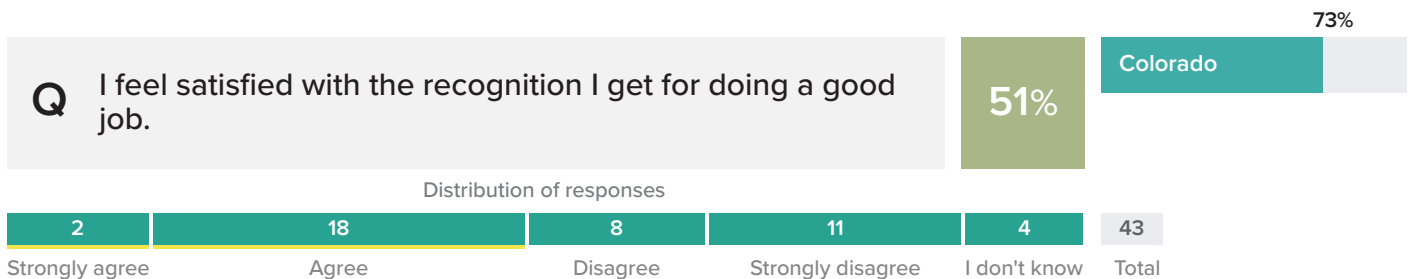 73%
Q
I feel satisfied with the recognition I get for doing a good
job.
51%
Colorado
Distribution of responses
2 18 8 11 4 43
Strongly agree Agree Disagree Strongly disagree I don't know Total